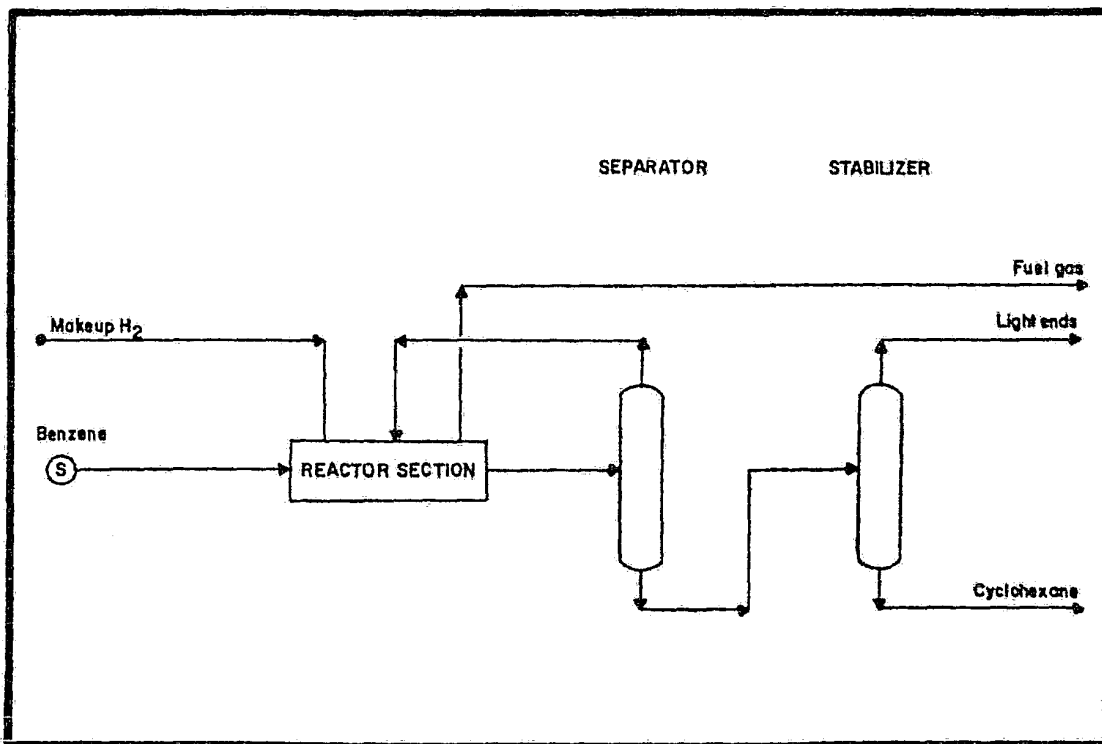 SEPARATOR STABILIZER
Fuel gas
Makeup H2
Light ends
Benzene
S
REACTOR SECTION
Cyclohexane